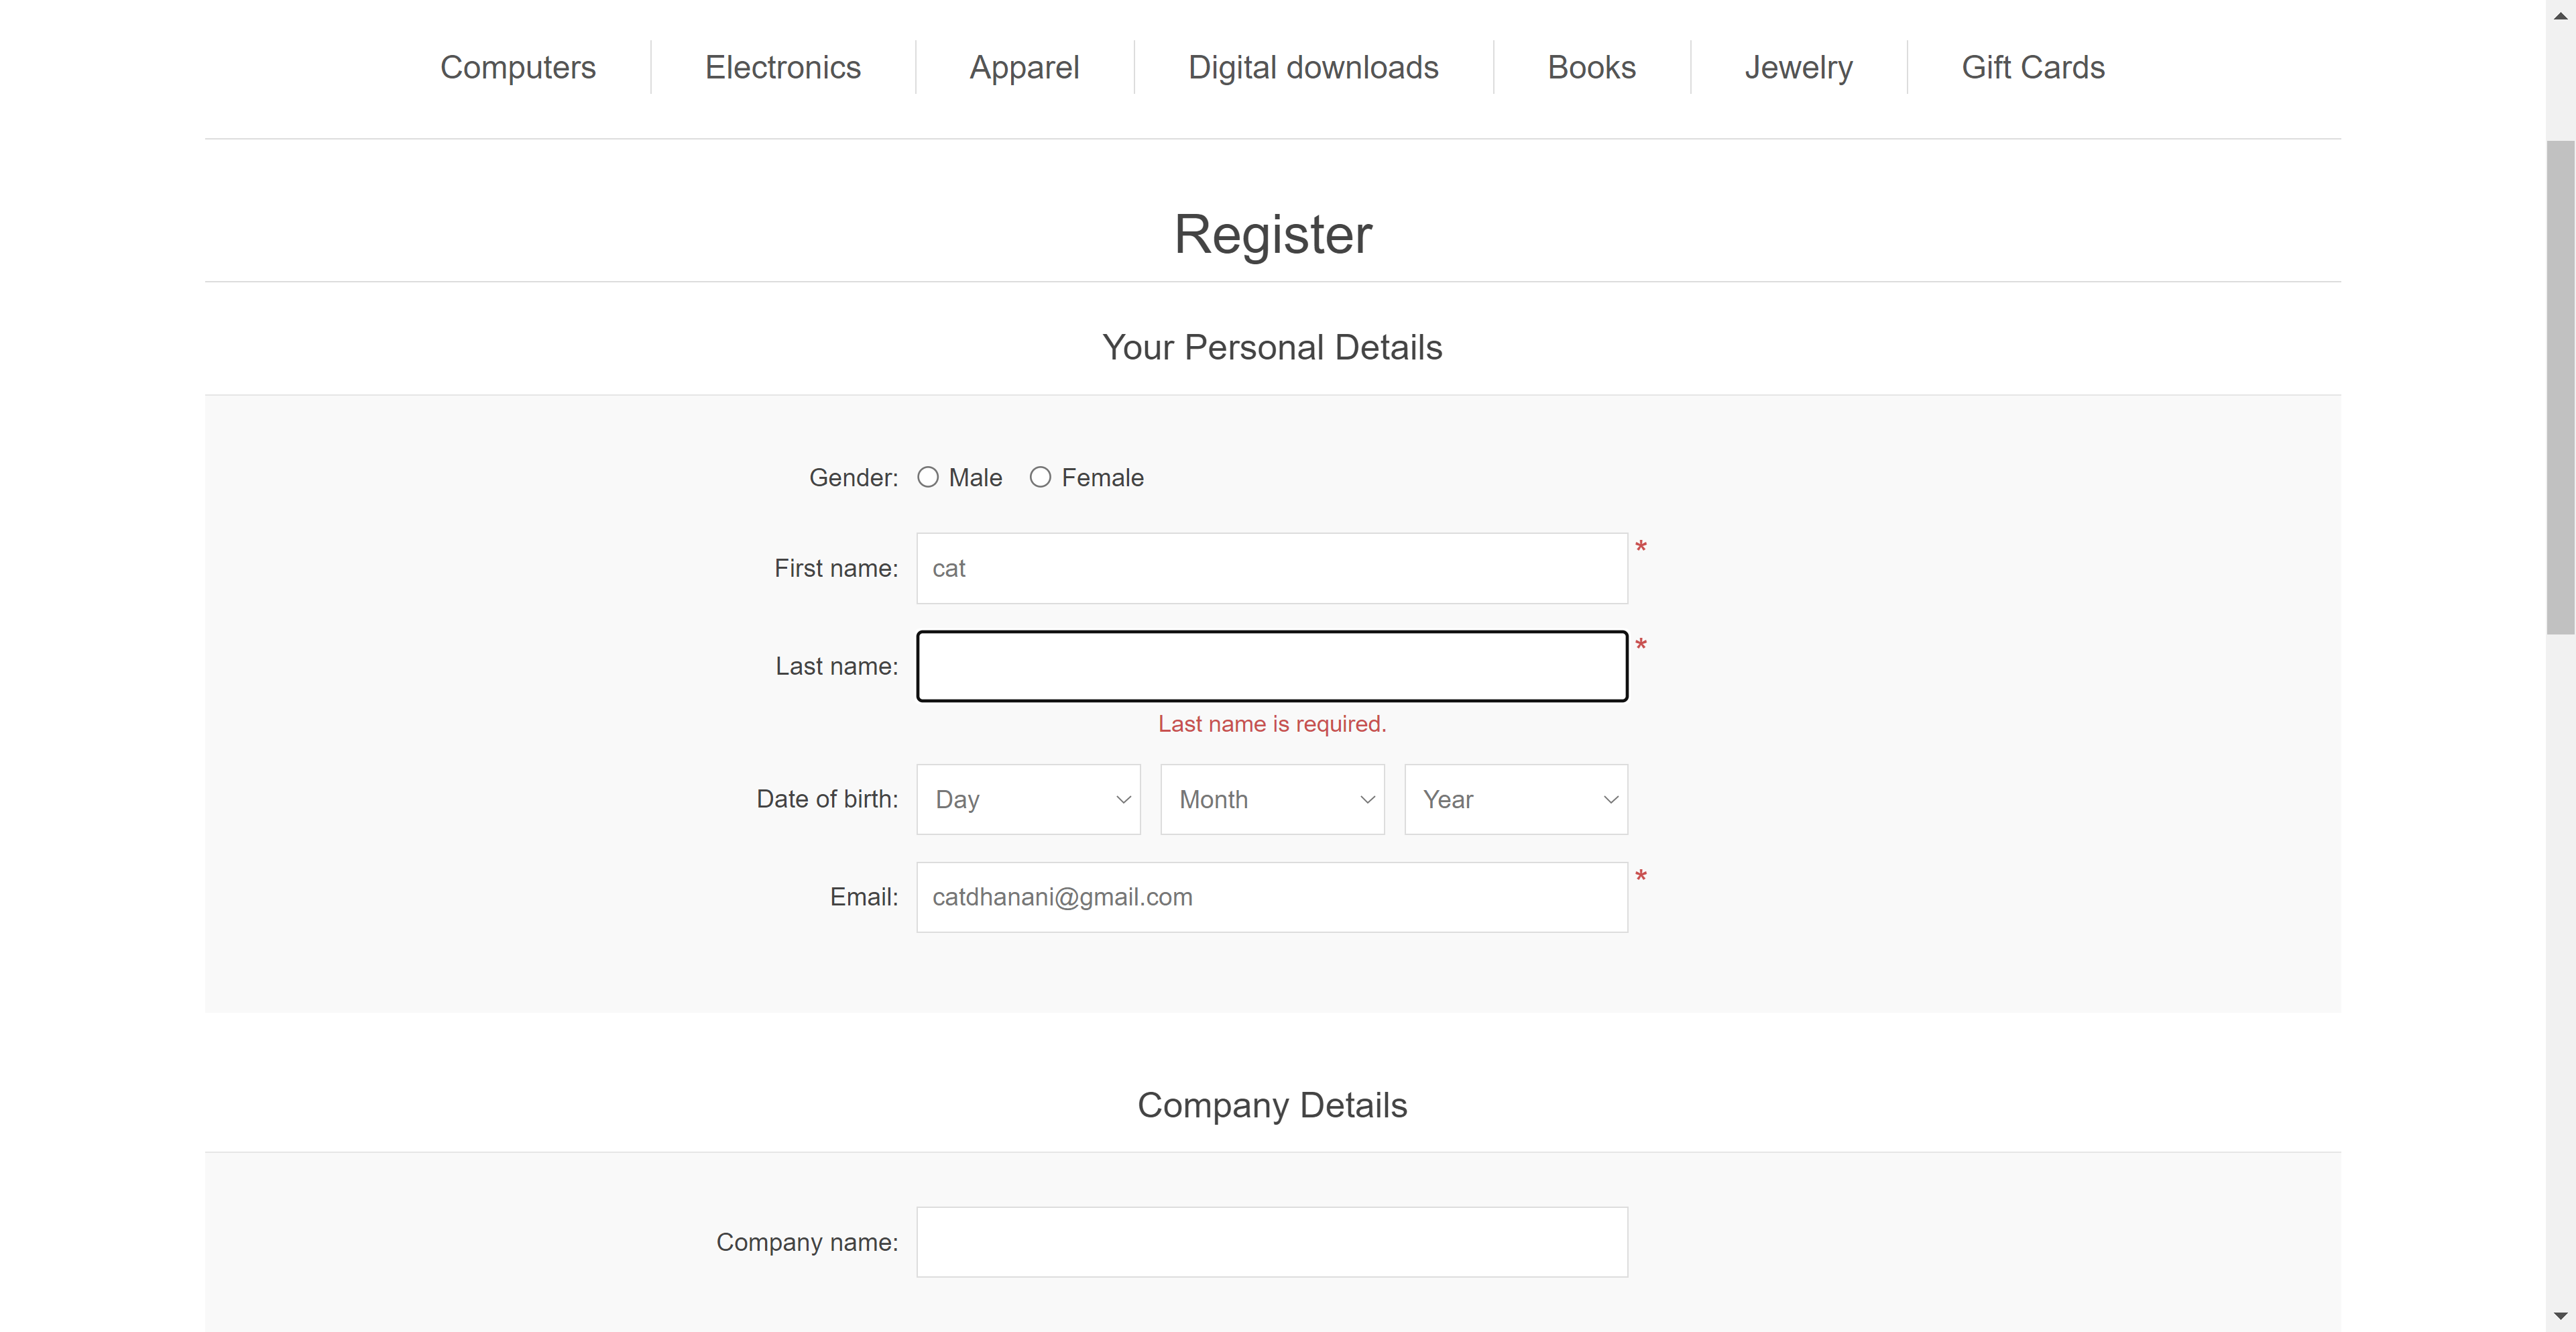 Computers Electronics Apparel Digital downloads Books Jewelry Gift Cards
Register
Your Personal Details
Gender: Male Female
First name: cat *
Last name: *
Last name is required.
Date of birth: Day Month Year
Email: catdhanani@gmail.com *
Company Details
Company name: